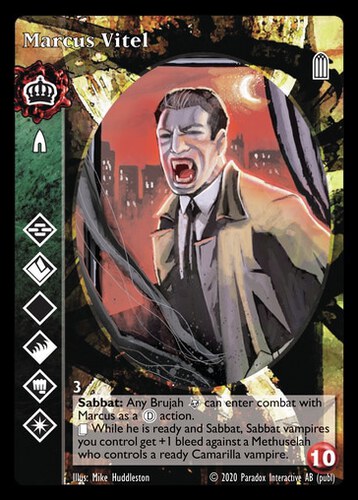 Marcus Vitel
3
Sabbat: Any Brujah can enter combat with
Marcus as a D action.
While he is ready and Sabbat, Sabbat vampires
you control get +1 bleed against a Methuselah
who controls a ready Camarilla vampire.
10
Illus: Mike Huddleston
© 2020 Paradox Interactive AB (publ)